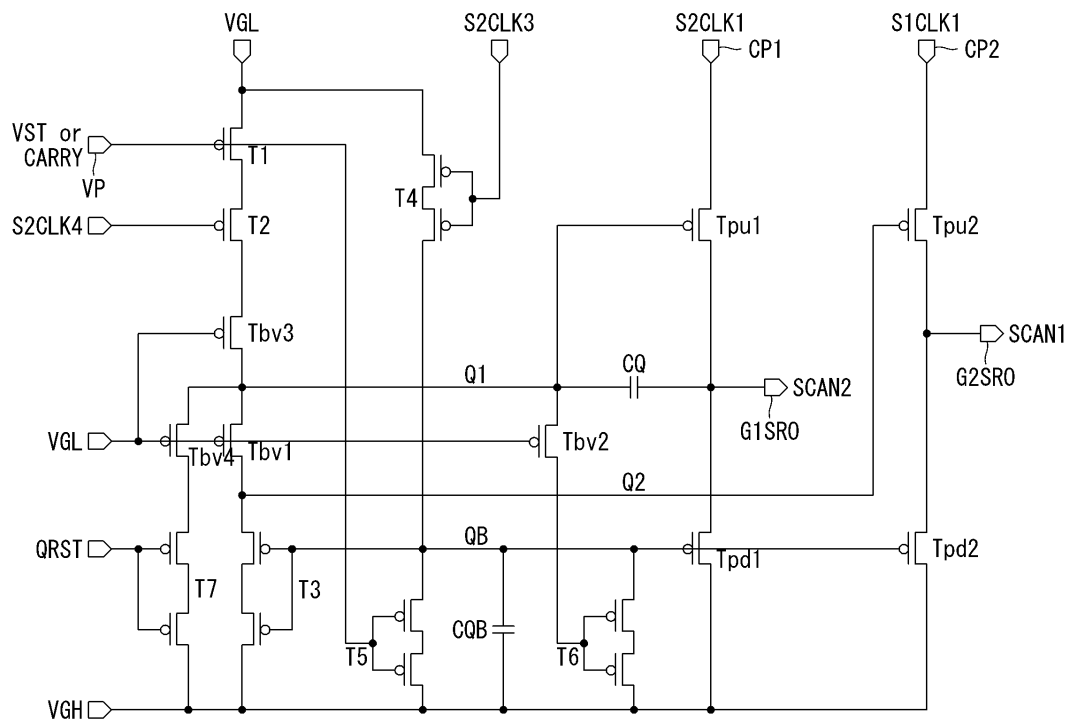 VGL
S2CLK3
S2CLK1
S1CLK1
CP1
CP2
VST or
CARRY
T1
VP
T4
S2CLK4
T2
Tpu1
Tpu2
Tbv3
SCAN1
G2SRO
CQ
Q1
SCAN2
G1SRO
VGL
Tbv4
Tbv1
Tbv2
Q2
QRST
QB
Tpd1
Tpd2
T7
T3
CQB
T5
T6
VGH